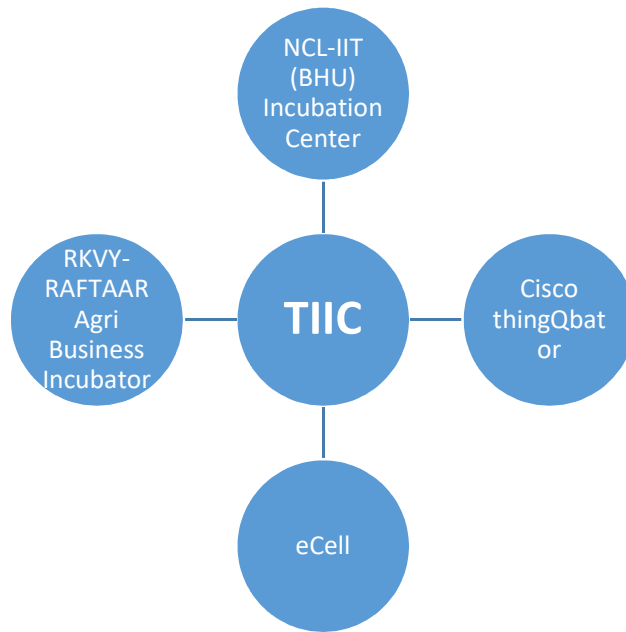 NCL-IIT
(BHU)
Incubation
Center
RKVY-
RAFTAAR
Agri
Business
Incubator
TIIC
Cisco
thingQbat
or
eCell